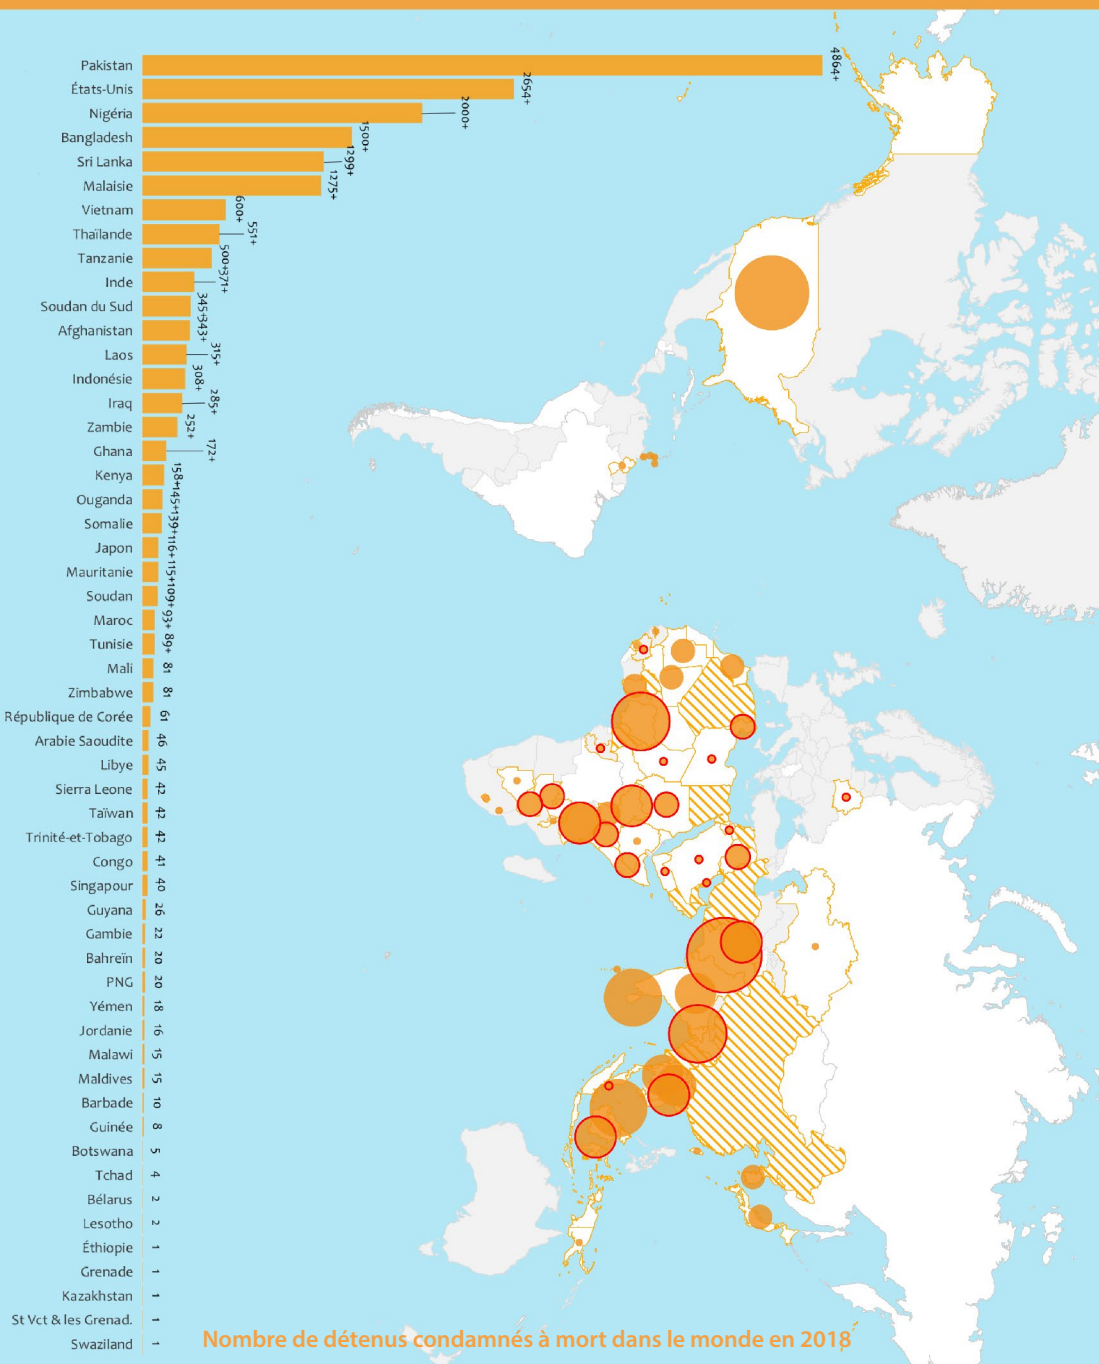 Pakistan 4864+
États-Unis 2654+
Nigéria 2000+
Bangladesh 1500+
Sri Lanka 1299+
Malaisie 1275+
Vietnam 600+
Thaïlande 551+
Tanzanie 500+
Inde 371+
Soudan du Sud 345+
Afghanistan 343+
Laos 315+
Indonésie 308+
Iraq 285+
Zambie 252+
Ghana 172+
Kenya 158+
Ouganda 145+
Somalie 139+
Japon 116+
Mauritanie 115+
Soudan 109+
Maroc 93+
Tunisie 89+
Mali 81
Zimbabwe 81
République de Corée 61
Arabie Saoudite 46
Libye 45
Sierra Leone 42
Taïwan 42
Trinité-et-Tobago 42
Congo 41
Singapour 40
Guyana 26
Gambie 22
Bahreïn 20
PNG 20
Yémen 18
Jordanie 16
Malawi 15
Maldives 15
Barbade 10
Guinée 8
Botswana 5
Tchad 4
Bélarus 2
Lesotho 2
Éthiopie 1
Grenade 1
Kazakhstan 1
St Vct & les Grenad. 1
Swaziland 1
Nombre de détenus condamnés à mort dans le monde en 2018